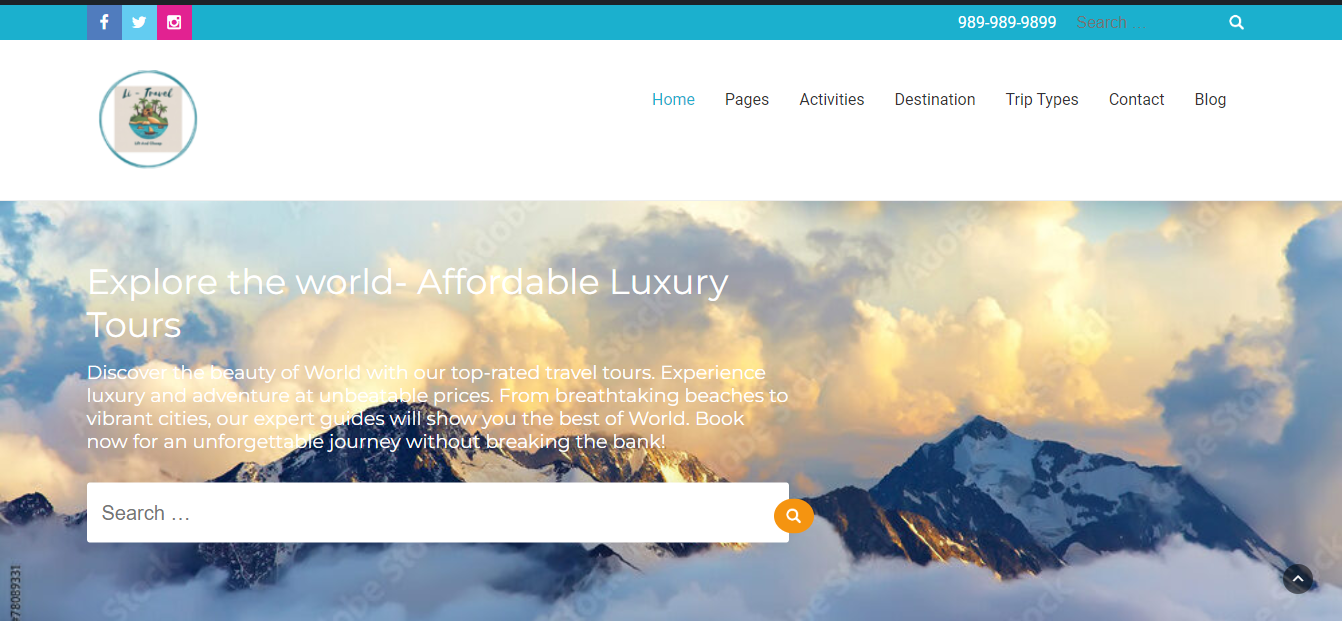 989-989-9899
Search ...
Li - Travel
Home
Pages
Activities
Destination
Trip Types
Contact
Blog
Explore the world- Affordable Luxury
Tours
Discover the beauty of World with our top-rated travel tours. Experience
luxury and adventure at unbeatable prices. From breathtaking beaches to
vibrant cities, our expert guides will show you the best of World. Book
now for an unforgettable journey without breaking the bank!
Search …
Adobe Stock